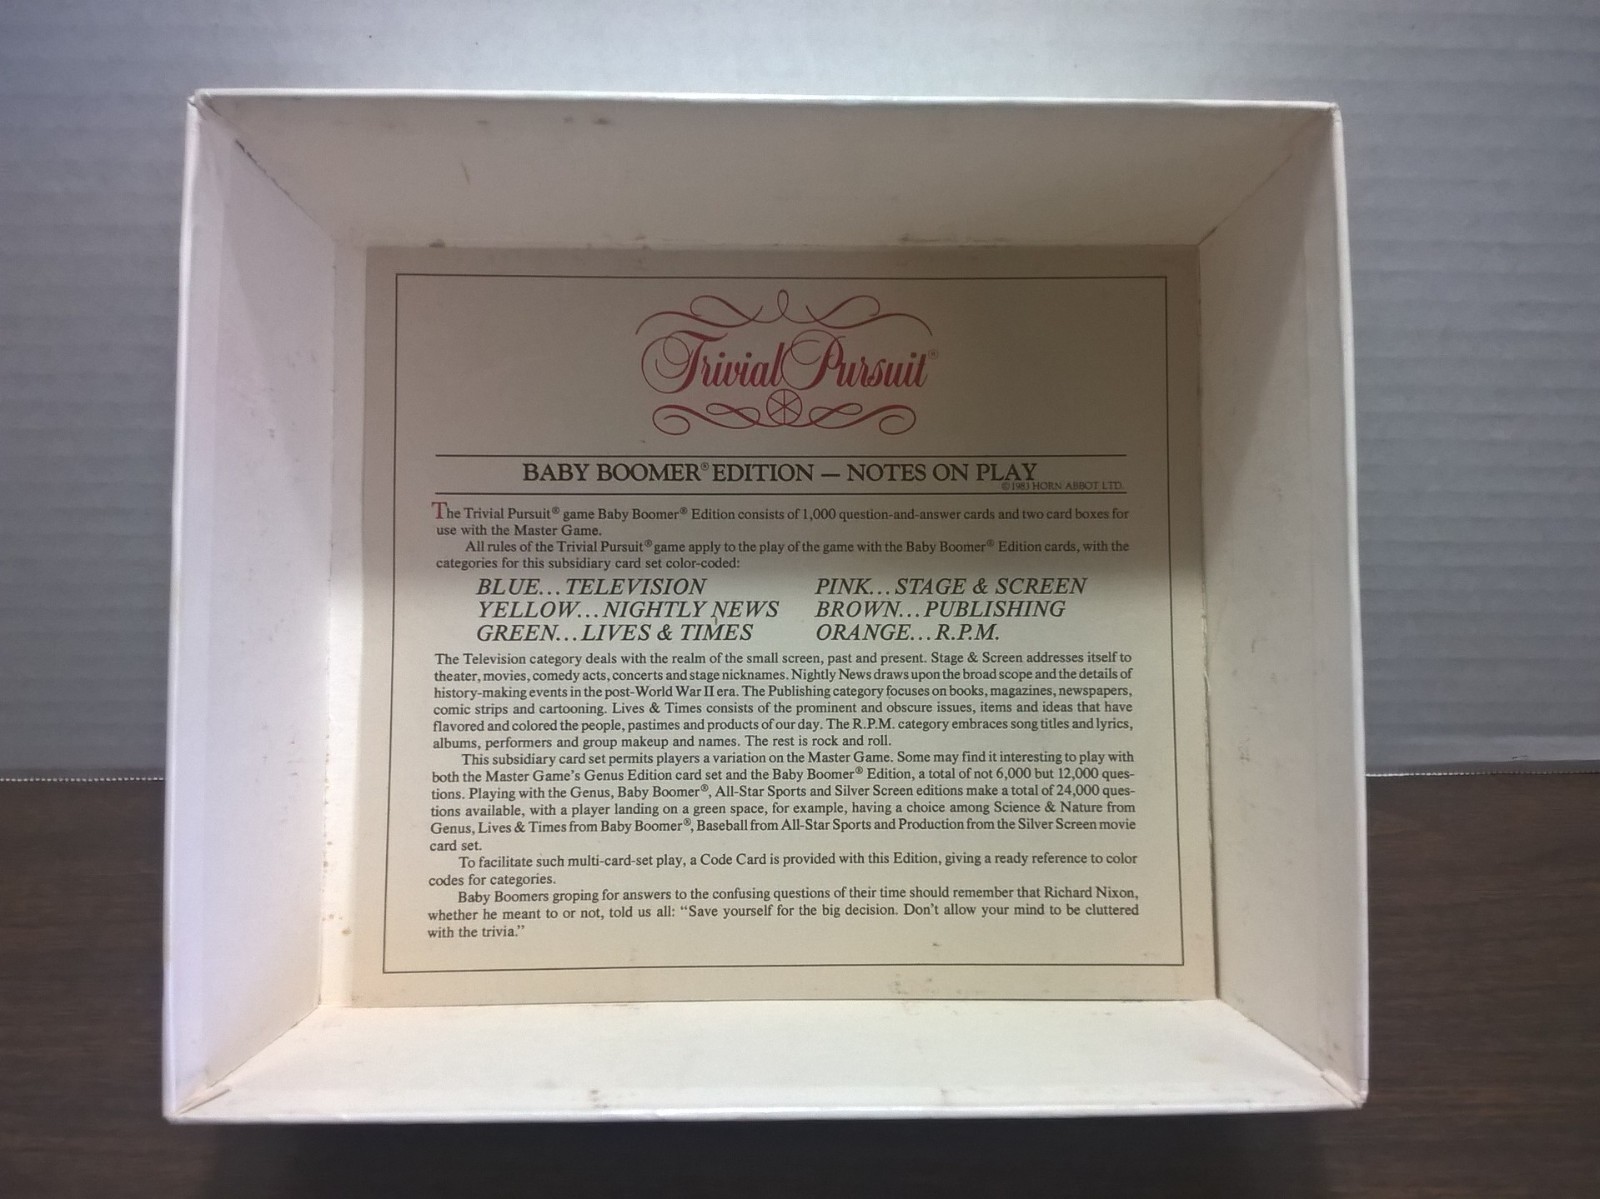 Trivial Pursuit®
BABY BOOMER® EDITION — NOTES ON PLAY
© 1983 HORN ABBOT LTD.
The Trivial Pursuit® game Baby Boomer® Edition consists of 1,000 question-and-answer cards and two card boxes for
use with the Master Game.
All rules of the Trivial Pursuit® game apply to the play of the game with the Baby Boomer® Edition cards, with the
categories for this subsidiary card set color-coded:
BLUE...TELEVISION PINK...STAGE & SCREEN
YELLOW...NIGHTLY NEWS BROWN...PUBLISHING
GREEN...LIVES & TIMES ORANGE...R.P.M.
The Television category deals with the realm of the small screen, past and present. Stage & Screen addresses itself to
theater, movies, comedy acts, concerts and stage nicknames. Nightly News draws upon the broad scope and the details of
history-making events in the post-World War II era. The Publishing category focuses on books, magazines, newspapers,
comic strips and cartooning. Lives & Times consists of the prominent and obscure issues, items and ideas that have
flavored and colored the people, pastimes and products of our day. The R.P.M. category embraces song titles and lyrics,
albums, performers and group makeup and names. The rest is rock and roll.
This subsidiary card set permits players a variation on the Master Game. Some may find it interesting to play with
both the Master Game's Genus Edition card set and the Baby Boomer® Edition, a total of not 6,000 but 12,000 ques-
tions. Playing with the Genus, Baby Boomer®, All-Star Sports and Silver Screen editions make a total of 24,000 ques-
tions available, with a player landing on a green space, for example, having a choice among Science & Nature from
Genus, Lives & Times from Baby Boomer®, Baseball from All-Star Sports and Production from the Silver Screen movie
card set.
To facilitate such multi-card-set play, a Code Card is provided with this Edition, giving a ready reference to color
codes for categories.
Baby Boomers groping for answers to the confusing questions of their time should remember that Richard Nixon,
whether he meant to or not, told us all: "Save yourself for the big decision. Don't allow your mind to be cluttered
with the trivia."